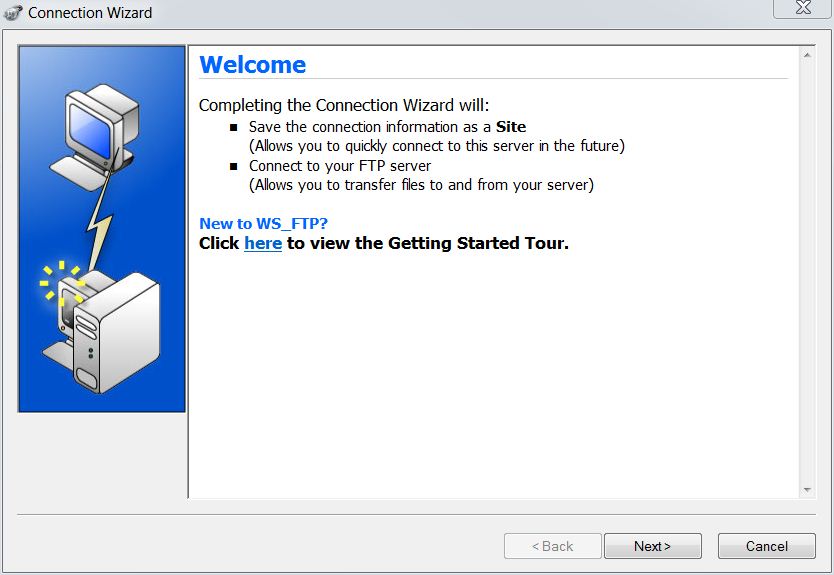 Connection Wizard
Welcome
Completing the Connection Wizard will:
Save the connection information as a Site
(Allows you to quickly connect to this server in the future)
Connect to your FTP server
(Allows you to transfer files to and from your server)
New to WS_FTP?
Click here to view the Getting Started Tour.
< Back
Next >
Cancel